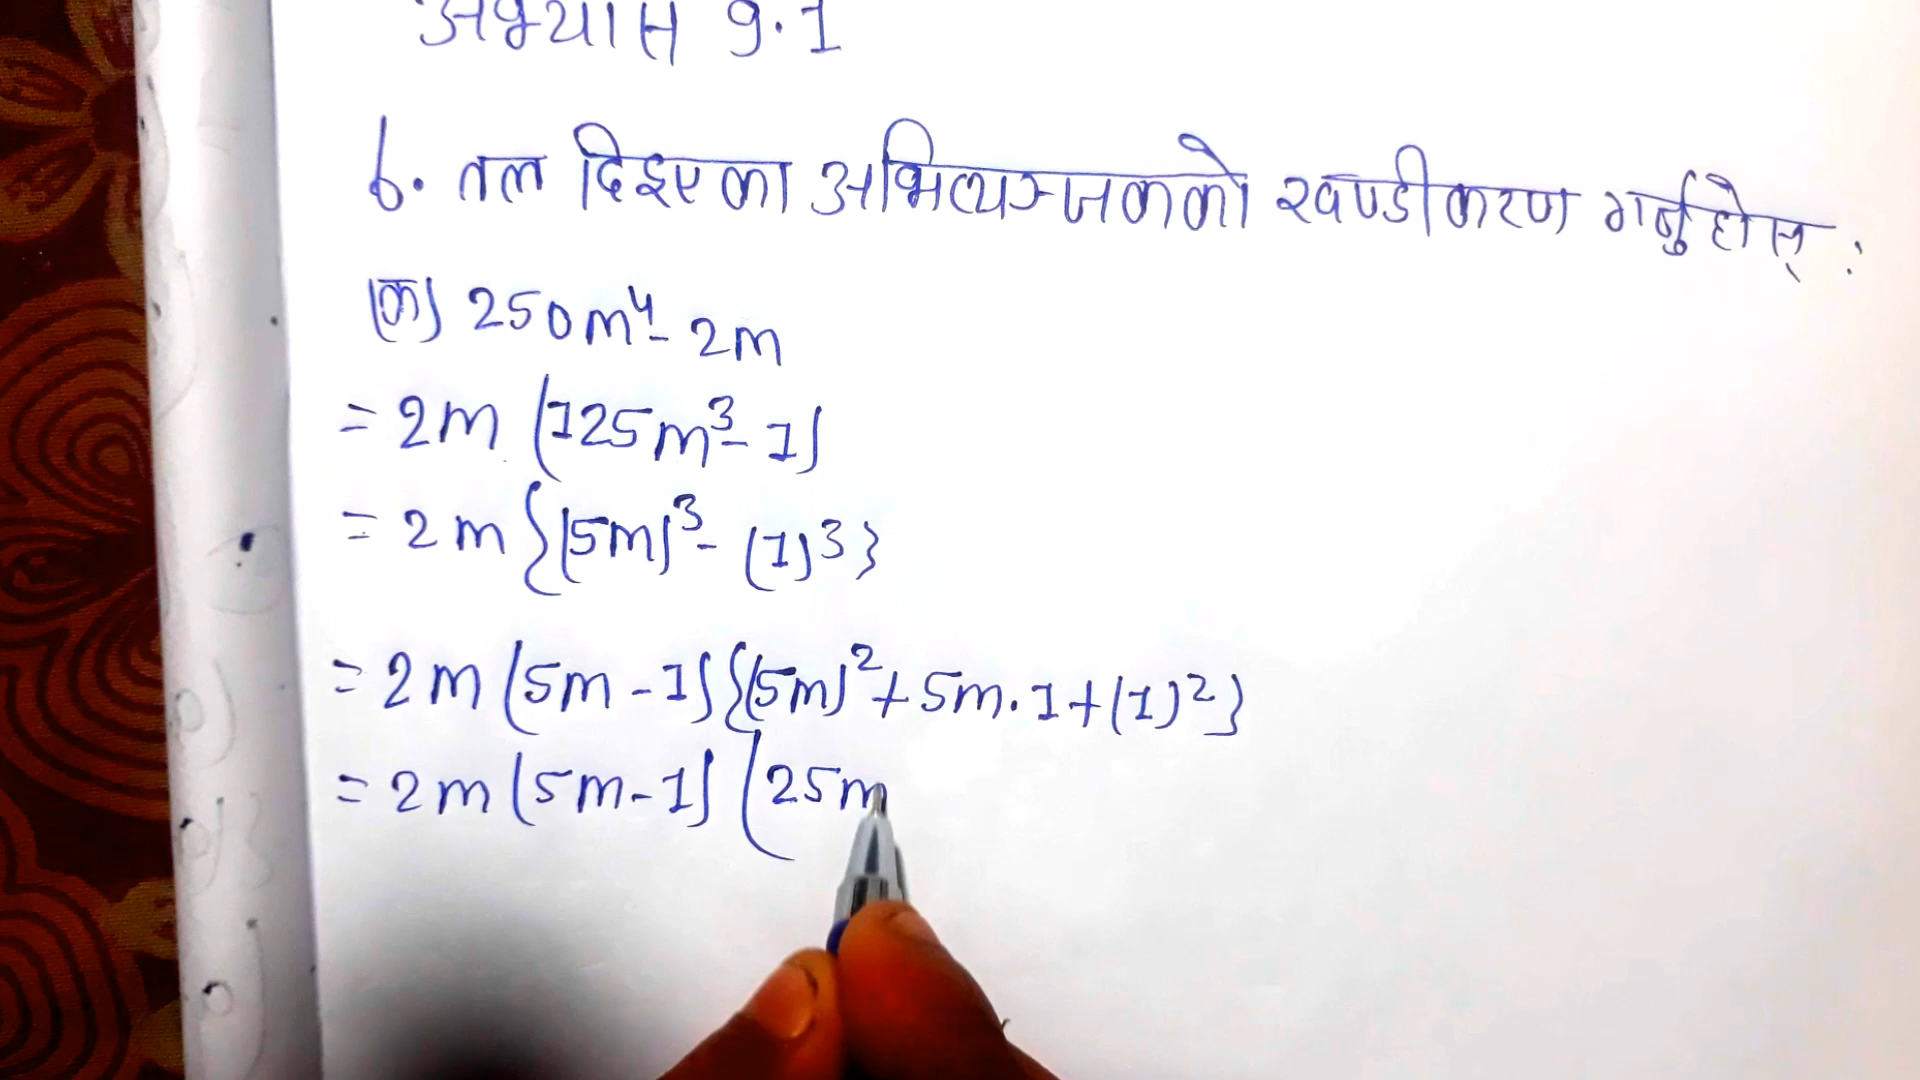 अभ्यास 9.1
6. तल दिइएका अभिव्यञ्जकको खण्डीकरण गर्नुहोस् :
(क) 250m⁴ - 2m
= 2m (125m³ - 1)
= 2m {(5m)³ - (1)³}
= 2m (5m - 1) {(5m)² + 5m . 1 + (1)²}
= 2m (5m - 1) (25m